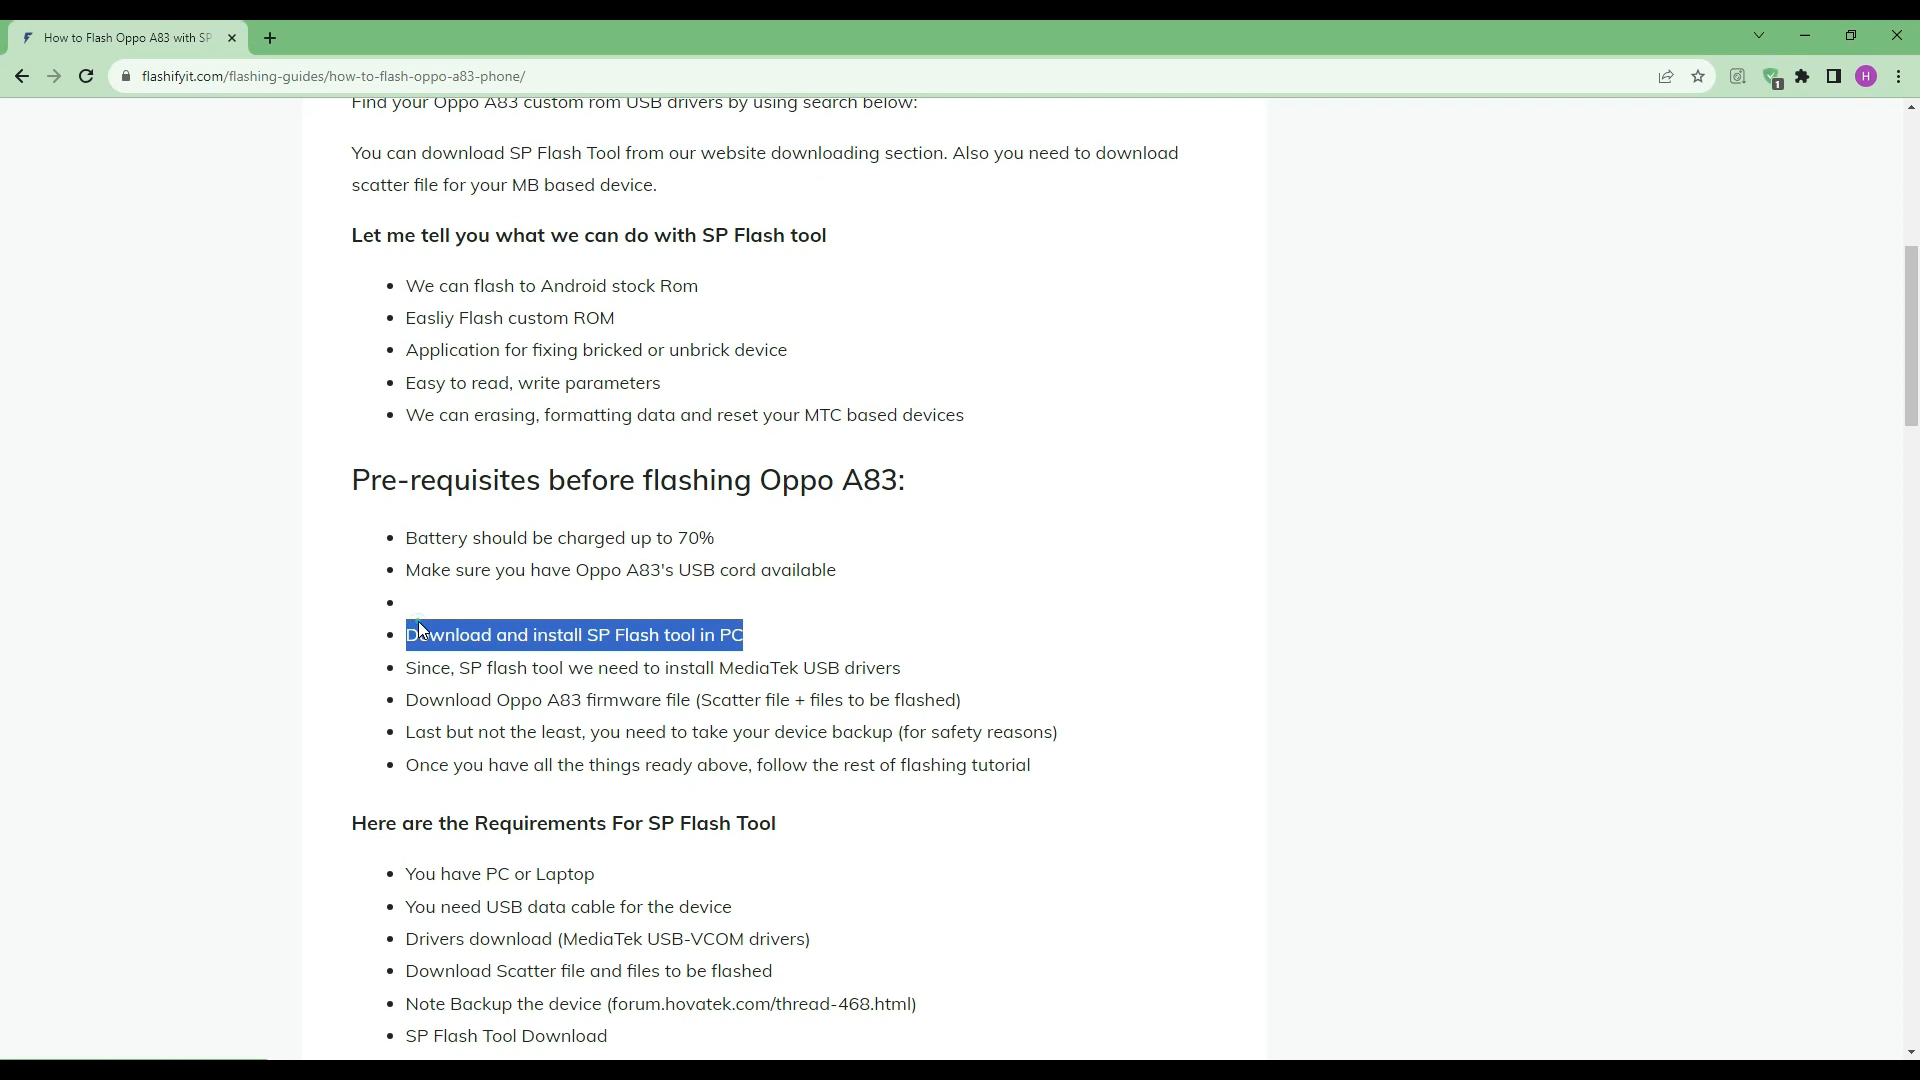 How to Flash Oppo A83 with SP
flashifyit.com/flashing-guides/how-to-flash-oppo-a83-phone/
1
H
Find your Oppo A83 custom rom USB drivers by using search below:
You can download SP Flash Tool from our website downloading section. Also you need to download
scatter file for your MB based device.
Let me tell you what we can do with SP Flash tool
We can flash to Android stock Rom
Easliy Flash custom ROM
Application for fixing bricked or unbrick device
Easy to read, write parameters
We can erasing, formatting data and reset your MTC based devices
Pre-requisites before flashing Oppo A83:
Battery should be charged up to 70%
Make sure you have Oppo A83's USB cord available
Download and install SP Flash tool in PC
Since, SP flash tool we need to install MediaTek USB drivers
Download Oppo A83 firmware file (Scatter file + files to be flashed)
Last but not the least, you need to take your device backup (for safety reasons)
Once you have all the things ready above, follow the rest of flashing tutorial
Here are the Requirements For SP Flash Tool
You have PC or Laptop
You need USB data cable for the device
Drivers download (MediaTek USB-VCOM drivers)
Download Scatter file and files to be flashed
Note Backup the device (forum.hovatek.com/thread-468.html)
SP Flash Tool Download